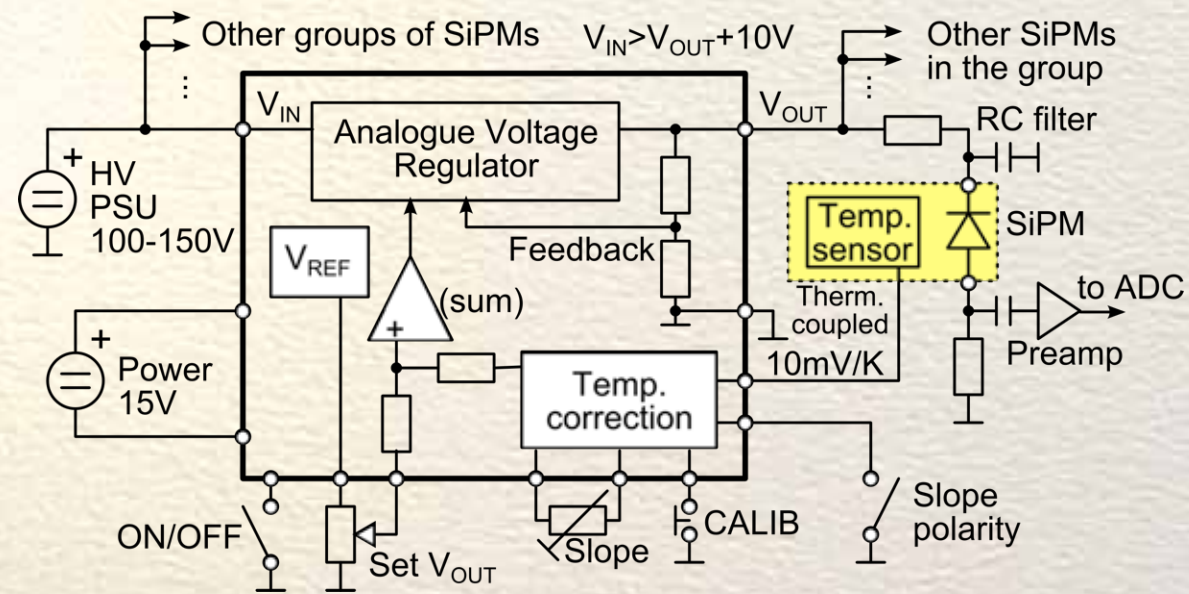 Other groups of SiPMs
V_IN>V_OUT+10V
Other SiPMs
in the group
⋮
⋮
V_IN
Analogue Voltage
Regulator
V_OUT
RC filter
+
HV
PSU
100-150V
V_REF
Feedback
Temp.
sensor
SiPM
(sum)
+
Therm.
coupled
10mV/K
to ADC
Preamp
+
Power
15V
Temp.
correction
ON/OFF
Set V_OUT
Slope
CALIB
Slope
polarity